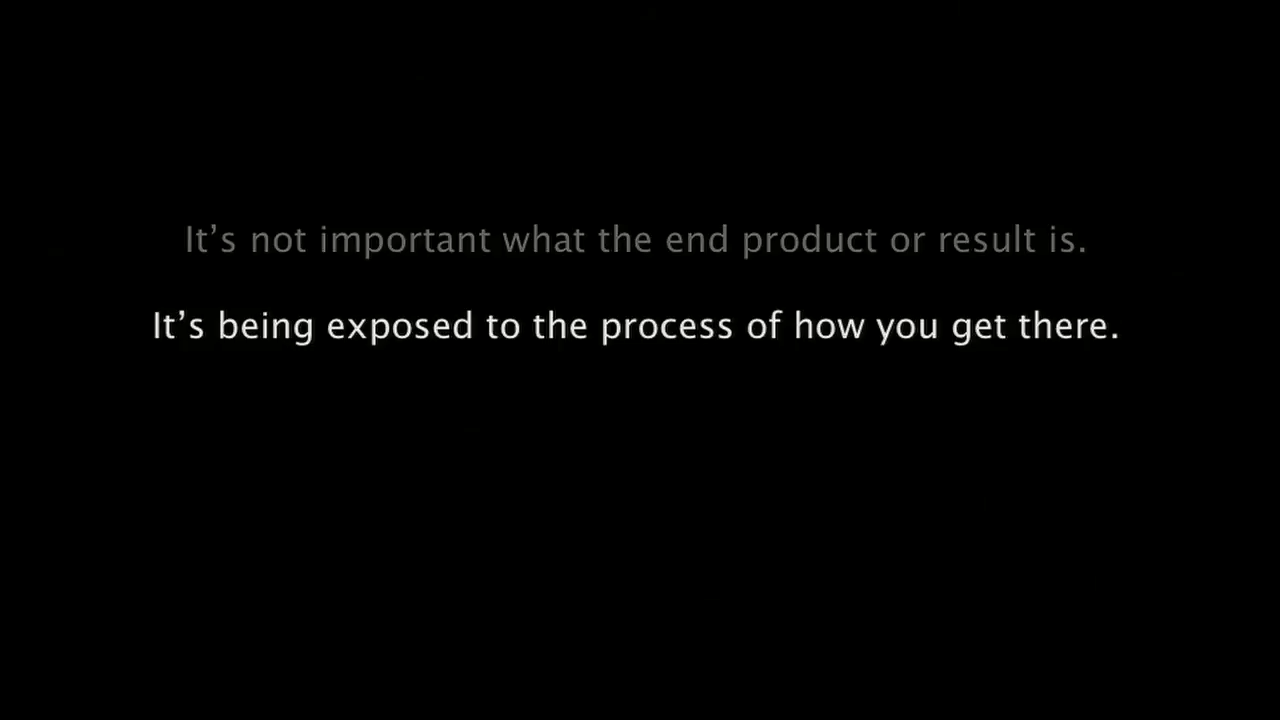 It’s not important what the end product or result is.
It’s being exposed to the process of how you get there.